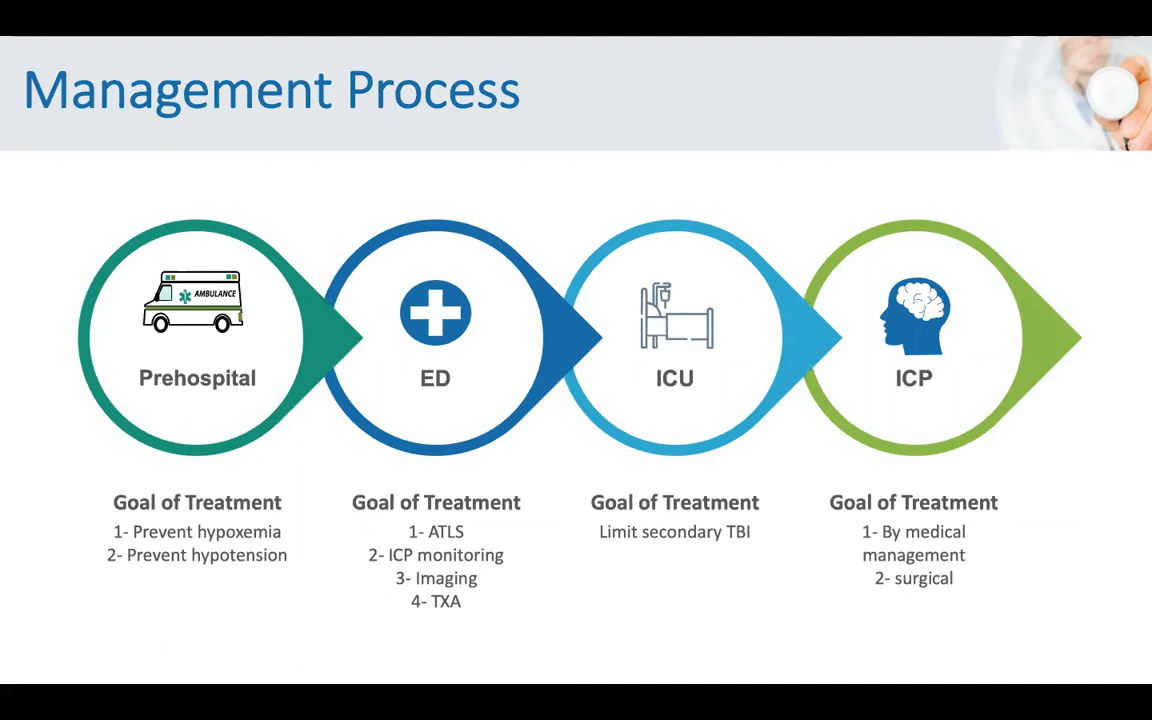 Management Process
AMBULANCE
Prehospital
ED
ICU
ICP
Goal of Treatment
1- Prevent hypoxemia
2- Prevent hypotension
Goal of Treatment
1- ATLS
2- ICP monitoring
3- Imaging
4- TXA
Goal of Treatment
Limit secondary TBI
Goal of Treatment
1- By medical
management
2- surgical